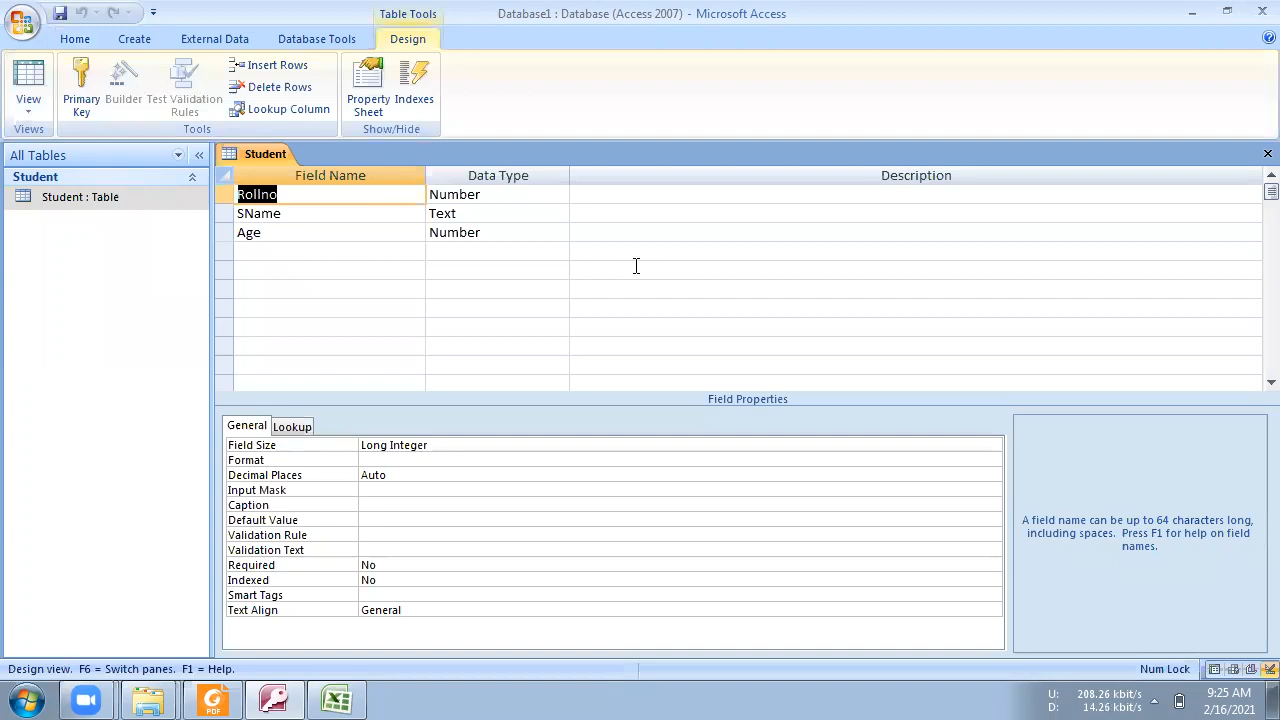 Table Tools
Database1 : Database (Access 2007) - Microsoft Access
Home
Create
External Data
Database Tools
Design
View
Primary Key
Builder
Test Validation Rules
Insert Rows
Delete Rows
Lookup Column
Property Sheet
Indexes
Views
Tools
Show/Hide
All Tables
Student
Student : Table
Student
Field Name
Data Type
Description
Rollno
Number
SName
Text
Age
Number
Field Properties
General
Lookup
Field Size
Long Integer
Format
Decimal Places
Auto
Input Mask
Caption
Default Value
Validation Rule
Validation Text
Required
No
Indexed
No
Smart Tags
Text Align
General
A field name can be up to 64 characters long,
including spaces. Press F1 for help on field
names.
Design view. F6 = Switch panes. F1 = Help.
Num Lock
PDF
U: 208.26 kbit/s
D: 14.26 kbit/s
9:25 AM
2/16/2021